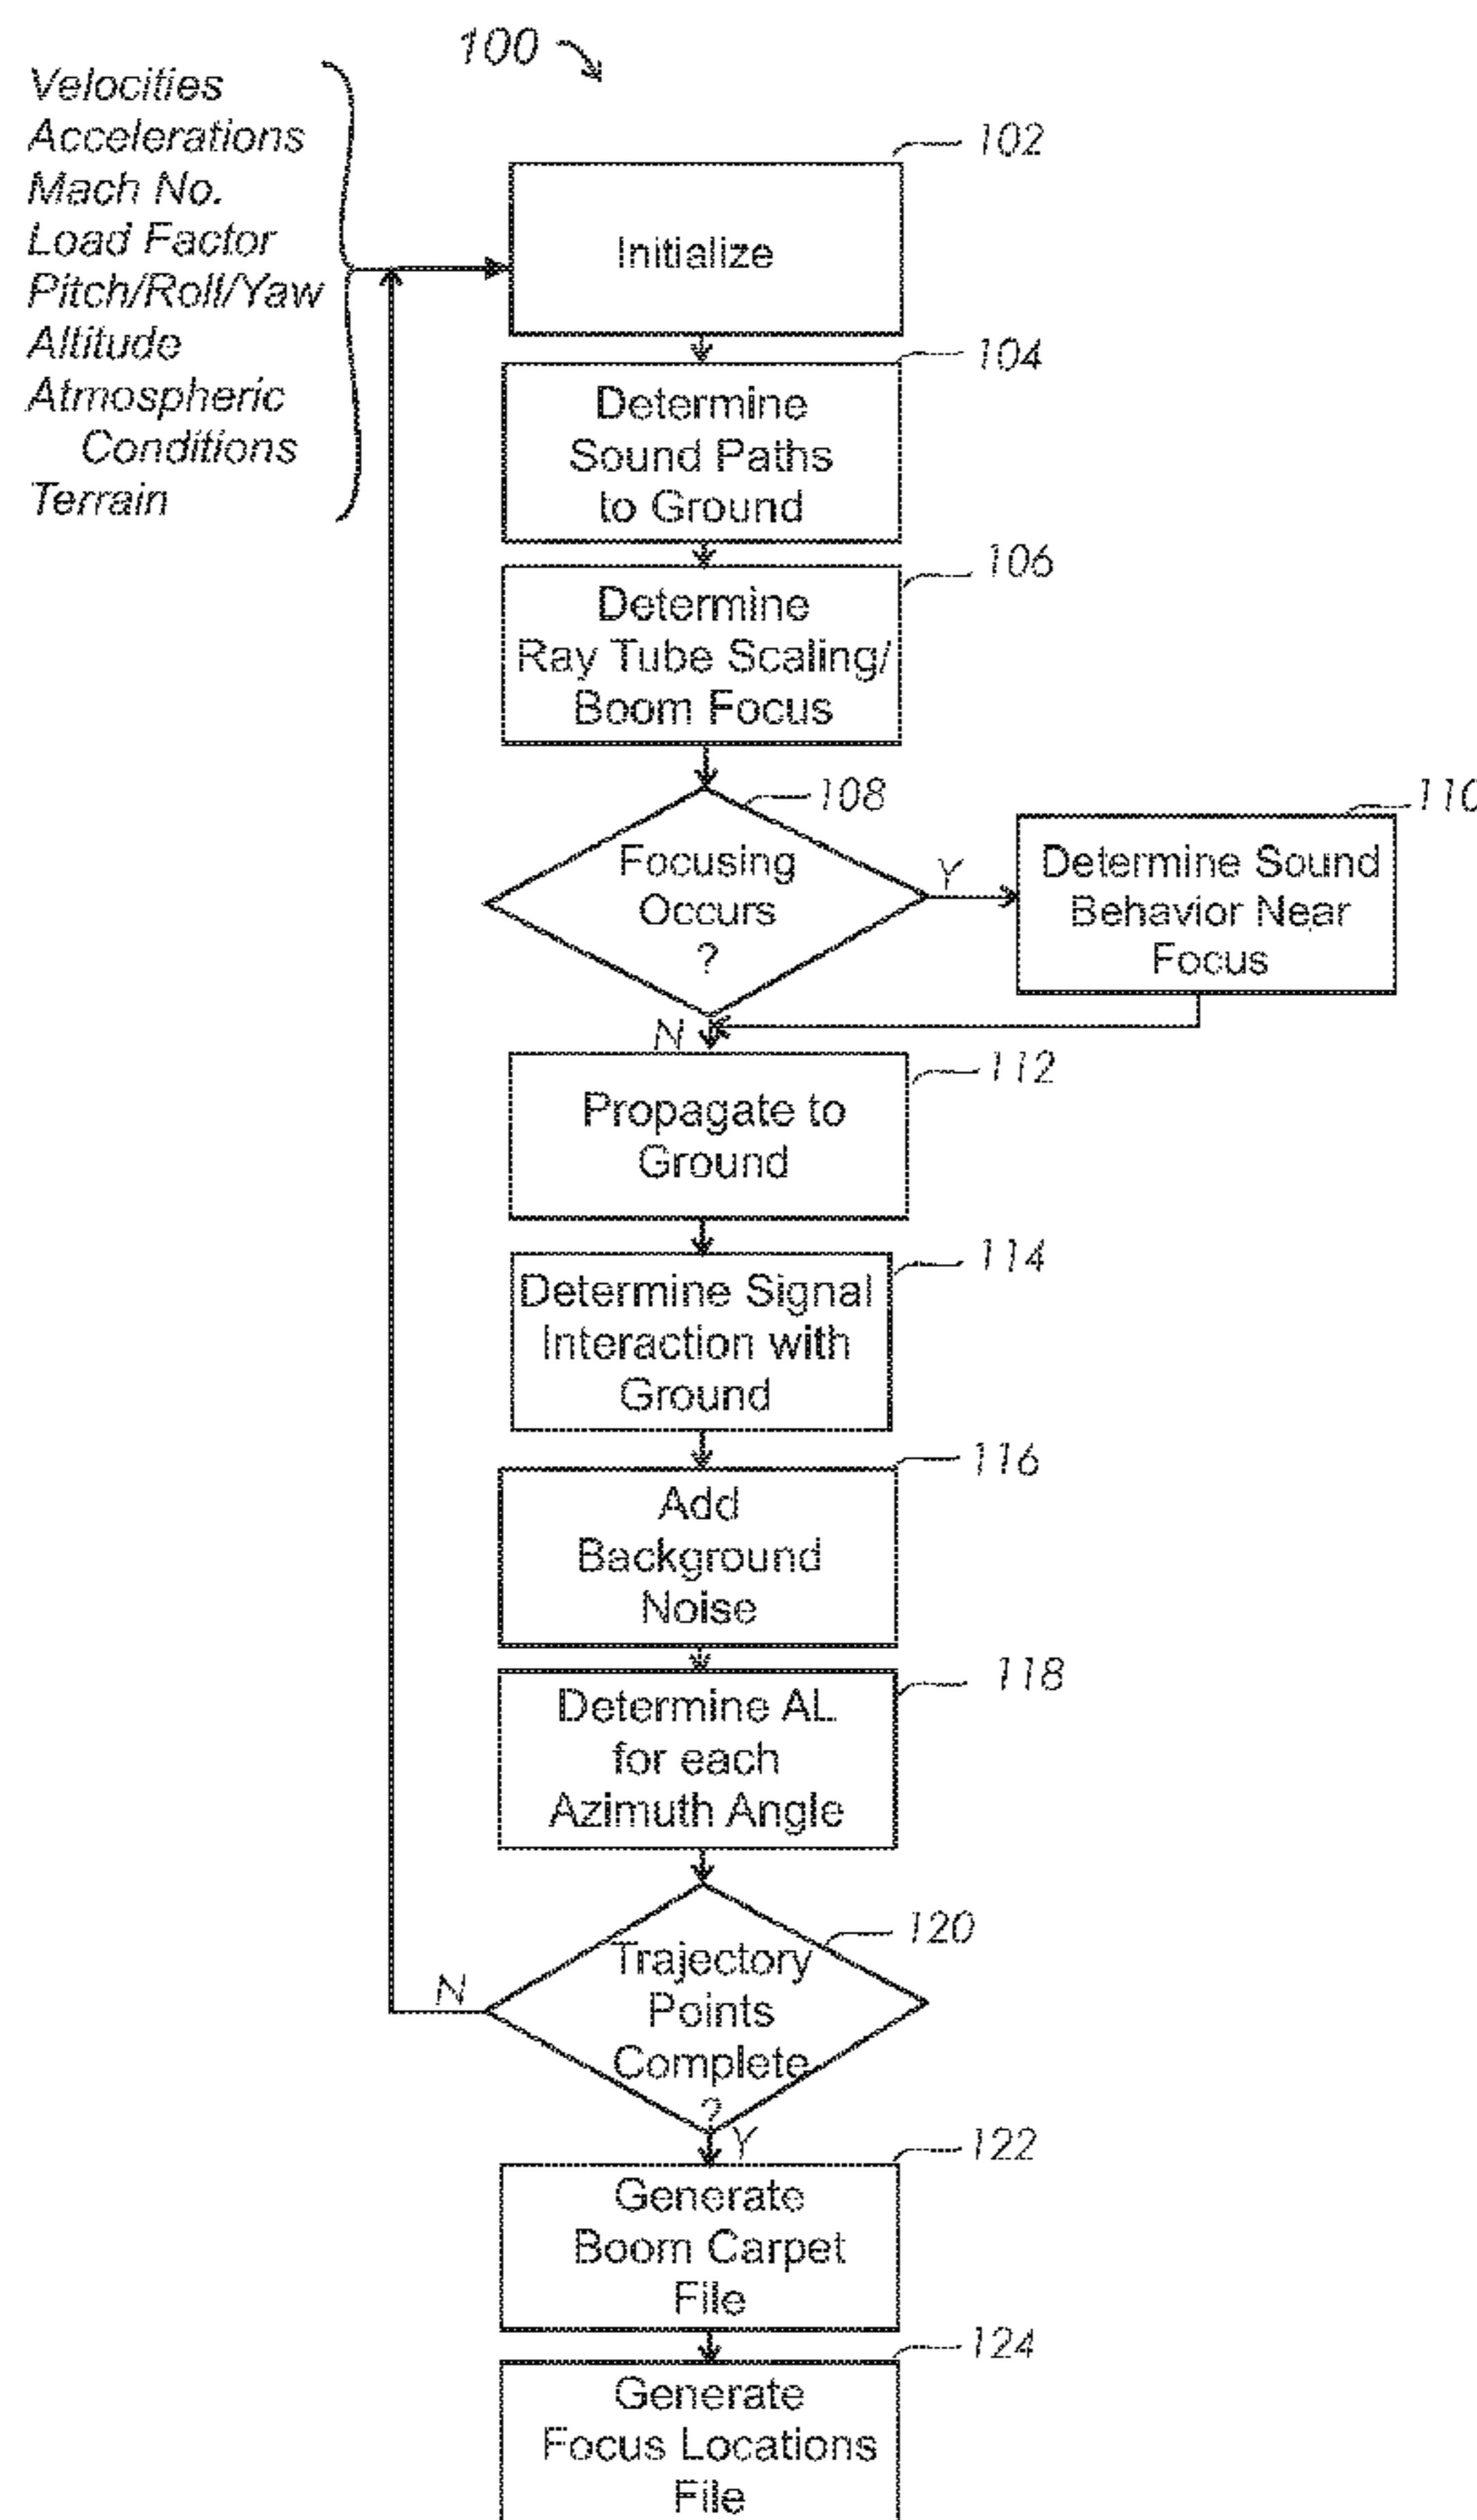 100
Velocities
Accelerations
Mach No.
Load Factor
Pitch/Roll/Yaw
Altitude
Atmospheric
Conditions
Terrain
102
Initialize
104
Determine
Sound Paths
to Ground
106
Determine
Ray Tube Scaling/
Boom Focus
108
Focusing
Occurs
?
Y
N
110
Determine Sound
Behavior Near
Focus
112
Propagate to
Ground
114
Determine Signal
Interaction with
Ground
116
Add
Background
Noise
118
Determine AL
for each
Azimuth Angle
120
Trajectory
Points
Complete
?
N
Y
122
Generate
Boom Carpet
File
124
Generate
Focus Locations
File